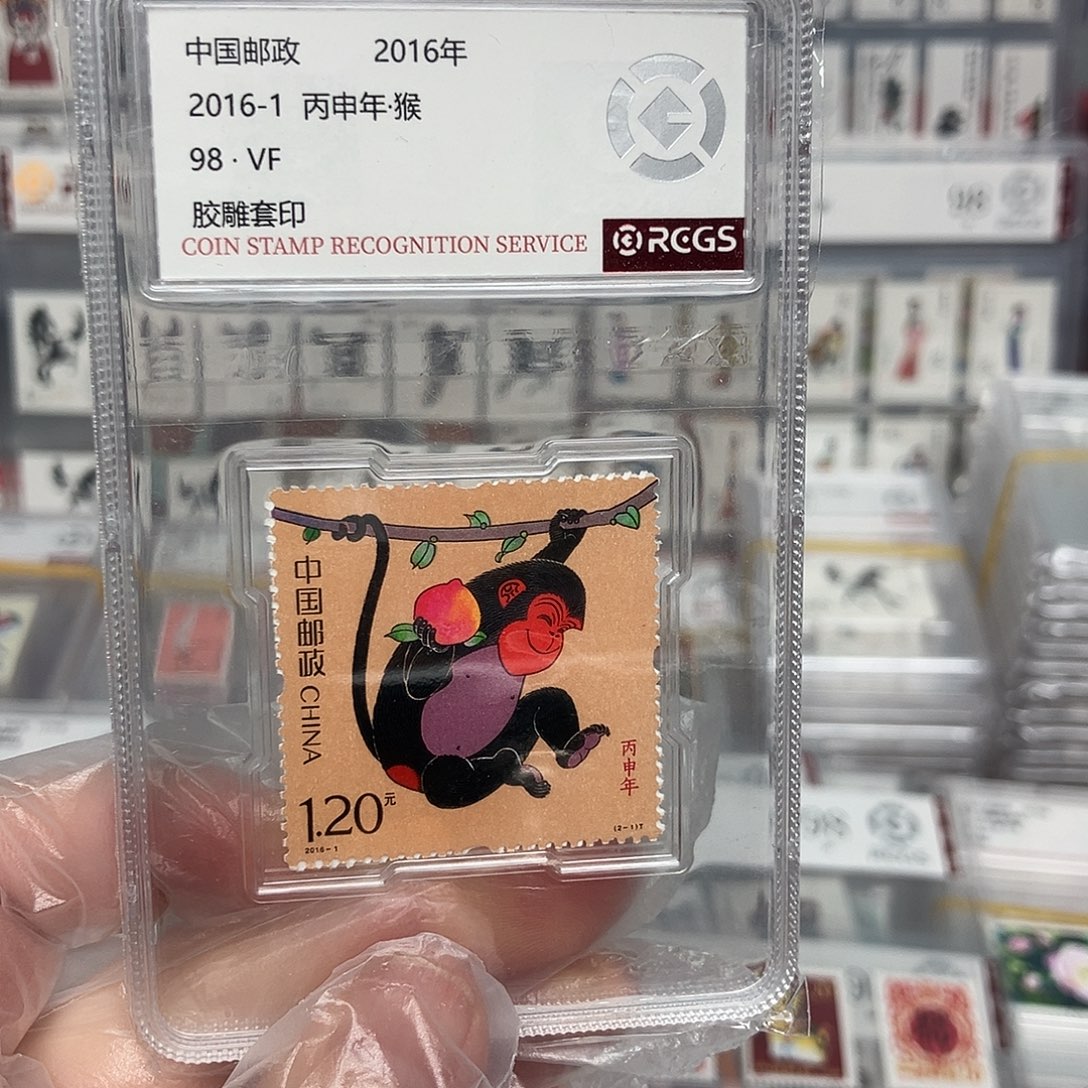 中国邮政 2016年
2016-1 丙申年·猴
98 · VF
胶雕套印
COIN STAMP RECOGNITION SERVICE
RCGS
中国邮政 CHINA
丙申年
1.20元
2016-1
(2-1)T
98